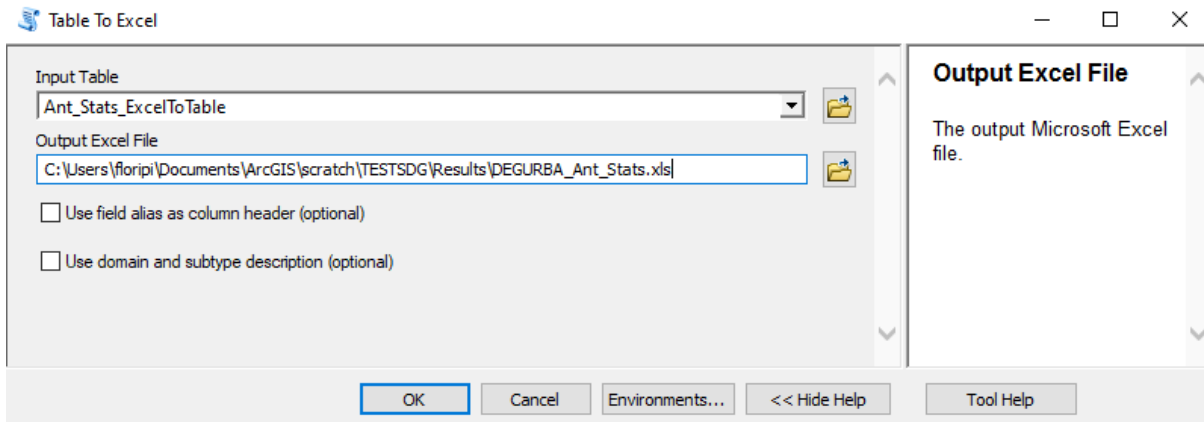 Table To Excel
Input Table
Ant_Stats_ExcelToTable
Output Excel File
C:\Users\floripi\Documents\ArcGIS\scratch\TESTSDG\Results\DEGURBA_Ant_Stats.xls
Use field alias as column header (optional)
Use domain and subtype description (optional)
Output Excel File
The output Microsoft Excel
file.
OK
Cancel
Environments...
<< Hide Help
Tool Help